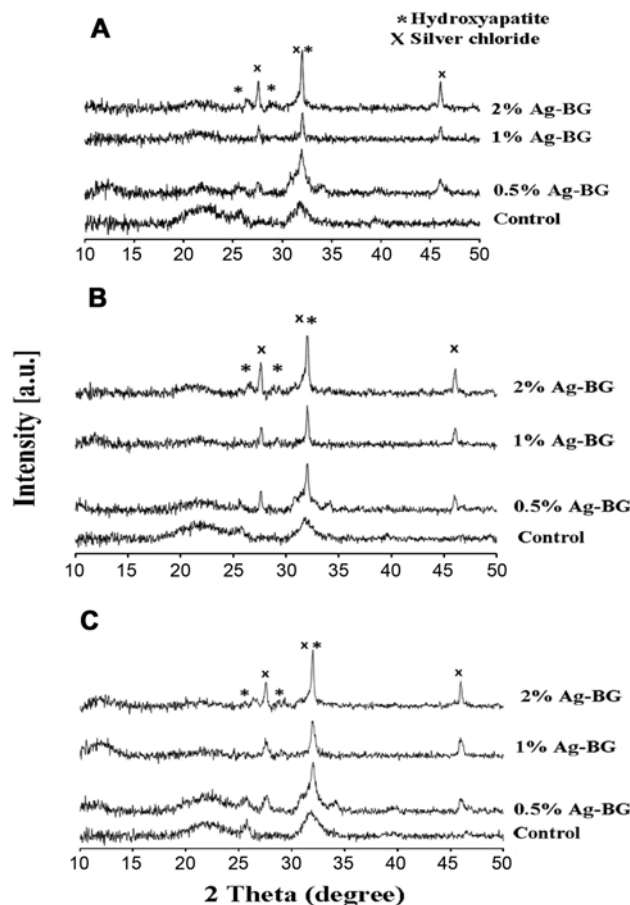 A
* Hydroxyapatite
x Silver chloride
x *
* x * x
2% Ag-BG
1% Ag-BG
0.5% Ag-BG
Control
10 15 20 25 30 35 40 45 50
B
x *
* x * x
2% Ag-BG
1% Ag-BG
0.5% Ag-BG
Control
10 15 20 25 30 35 40 45 50
Intensity [a.u.]
C
x *
* x * x
2% Ag-BG
1% Ag-BG
0.5% Ag-BG
Control
10 15 20 25 30 35 40 45 50
2 Theta (degree)